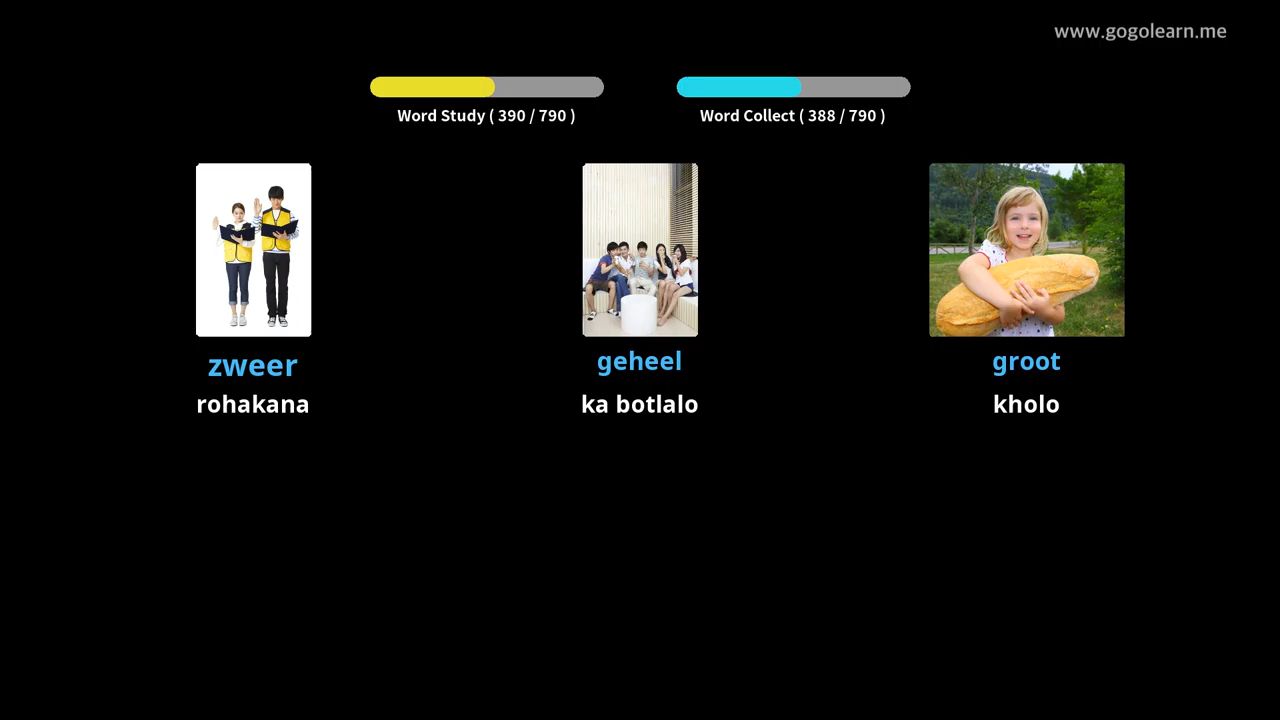 www.gogolearn.me
Word Study ( 390 / 790 )
Word Collect ( 388 / 790 )
zweer
geheel
groot
rohakana
ka botlalo
kholo